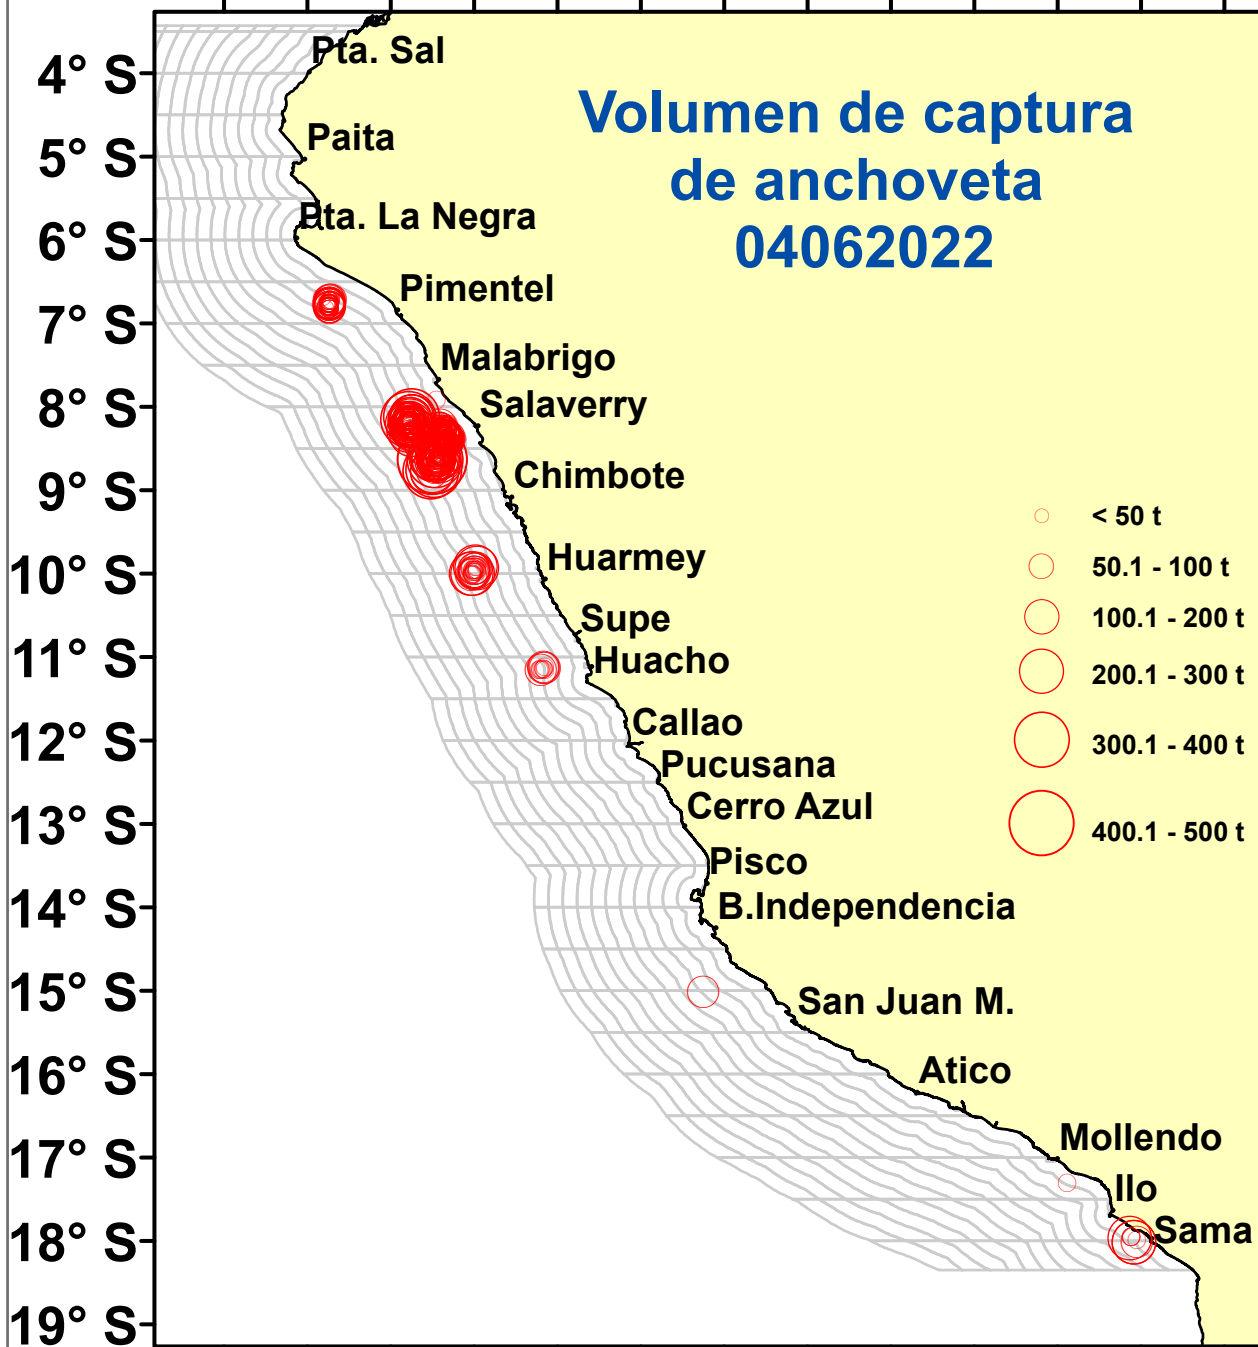 Volumen de captura
de anchoveta
04062022
4° S
5° S
6° S
7° S
8° S
9° S
10° S
11° S
12° S
13° S
14° S
15° S
16° S
17° S
18° S
19° S
Pta. Sal
Paita
Pta. La Negra
Pimentel
Malabrigo
Salaverry
Chimbote
Huarmey
Supe
Huacho
Callao
Pucusana
Cerro Azul
Pisco
B.Independencia
San Juan M.
Atico
Mollendo
Ilo
Sama
< 50 t
50.1 - 100 t
100.1 - 200 t
200.1 - 300 t
300.1 - 400 t
400.1 - 500 t